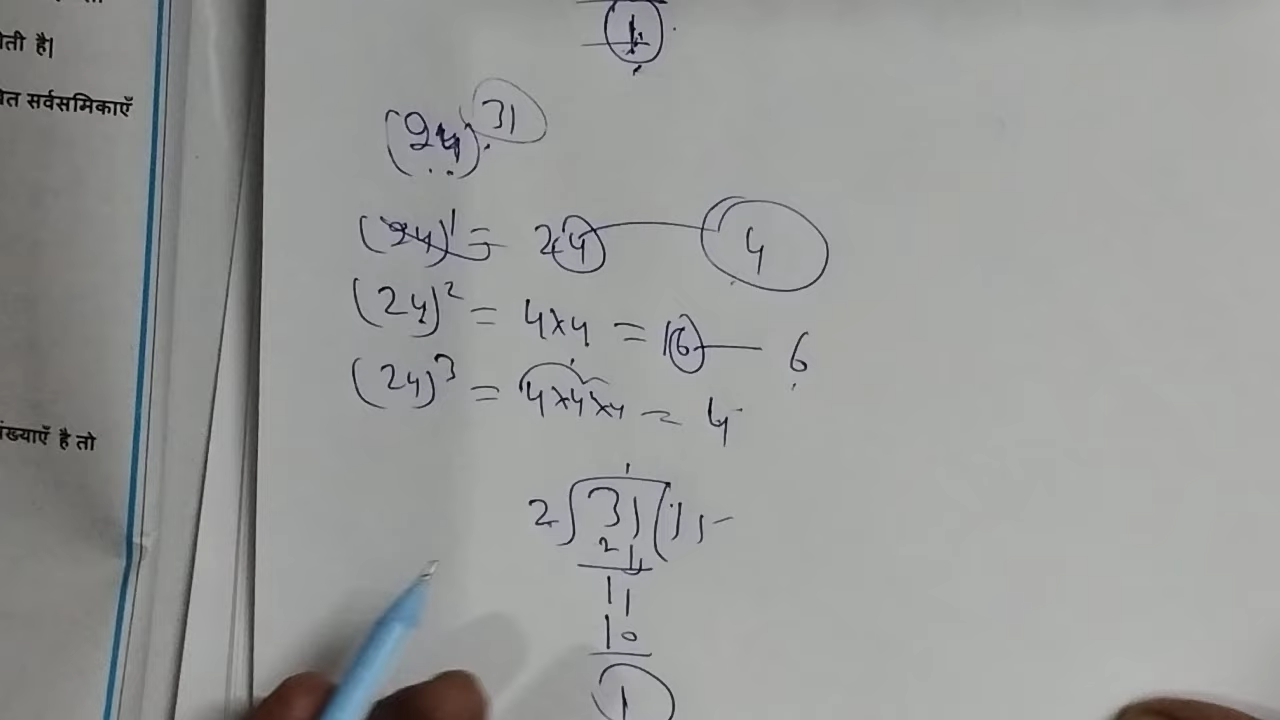 ोती है।
त सर्वसमिकाएँ
ंख्याएँ है तो
1
(24)31
(24)1 = 24 4
(24)2 = 4×4 = 16 6
(24)3 = 4×4×4 = 4
2 31 15
2
11
10
1